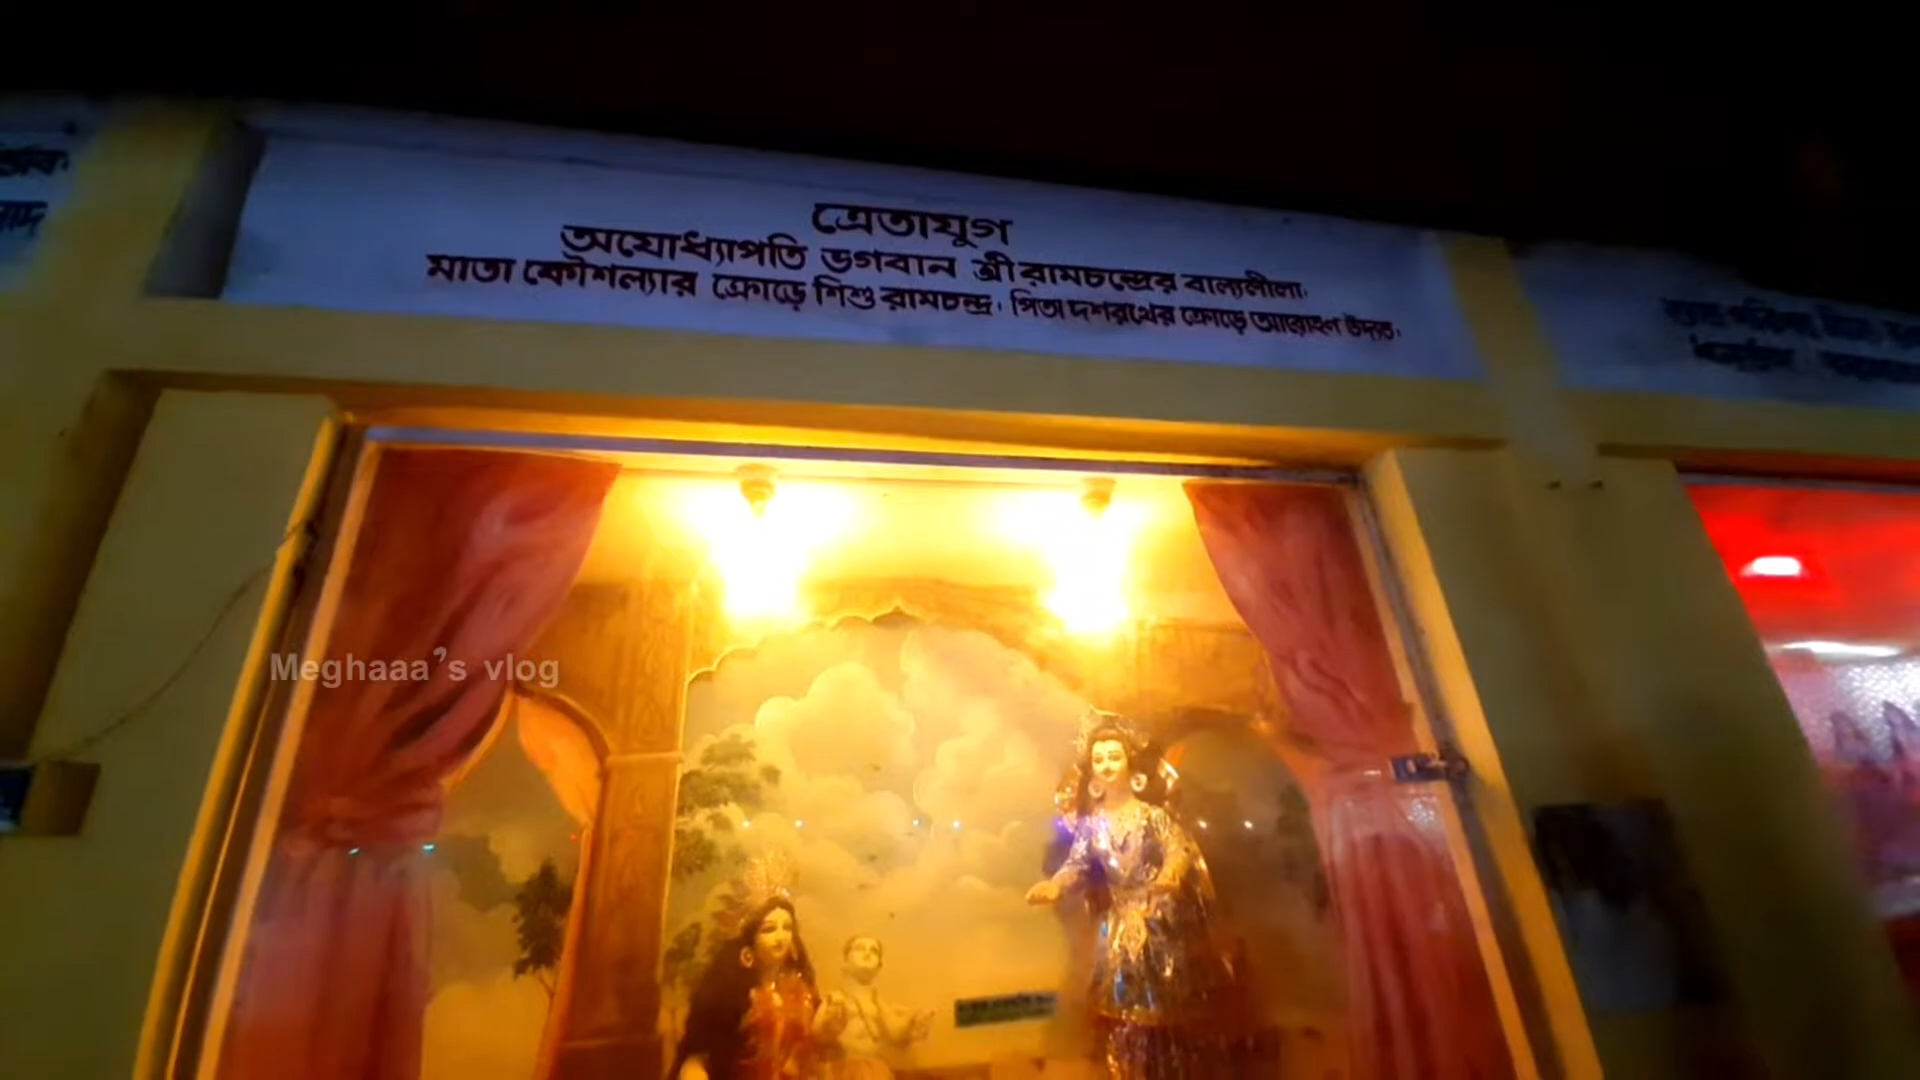 ত্রেতাযুগ
অযোধ্যাপতি ভগবান শ্রী রামচন্দ্রের বাল্যলীলা,
মাতা কৌশল্যার ক্রোড়ে শিশু রামচন্দ্র, পিতা দশরথের ক্রোড়ে আরোহণ উদ্যত,
Meghaaa's vlog